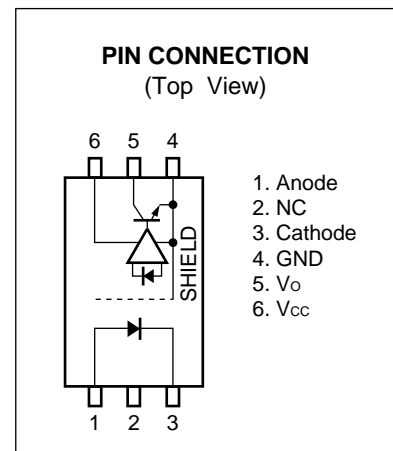 PIN CONNECTION
(Top View)
6 5 4
SHIELD
1 2 3
1. Anode
2. NC
3. Cathode
4. GND
5. Vo
6. Vcc